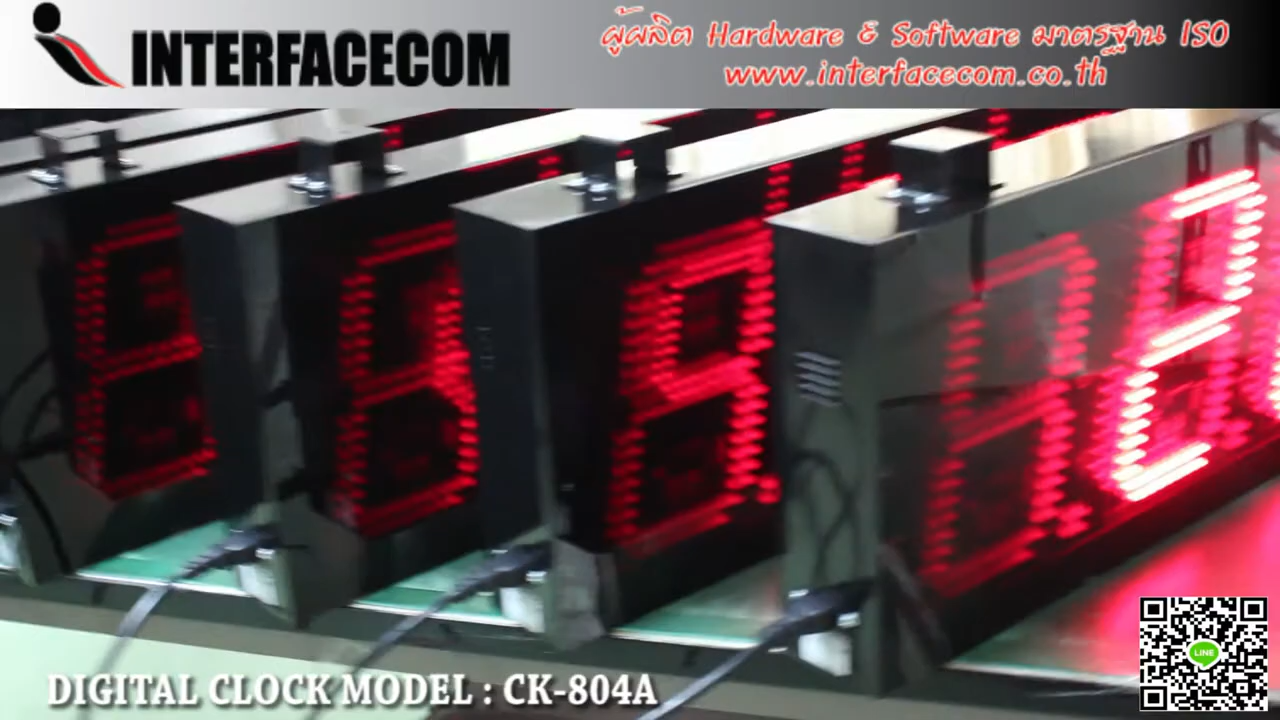 INTERFACECOM
ผู้ผลิต Hardware & Software มาตรฐาน ISO
www.interfacecom.co.th
DIGITAL CLOCK MODEL : CK-804A
LINE